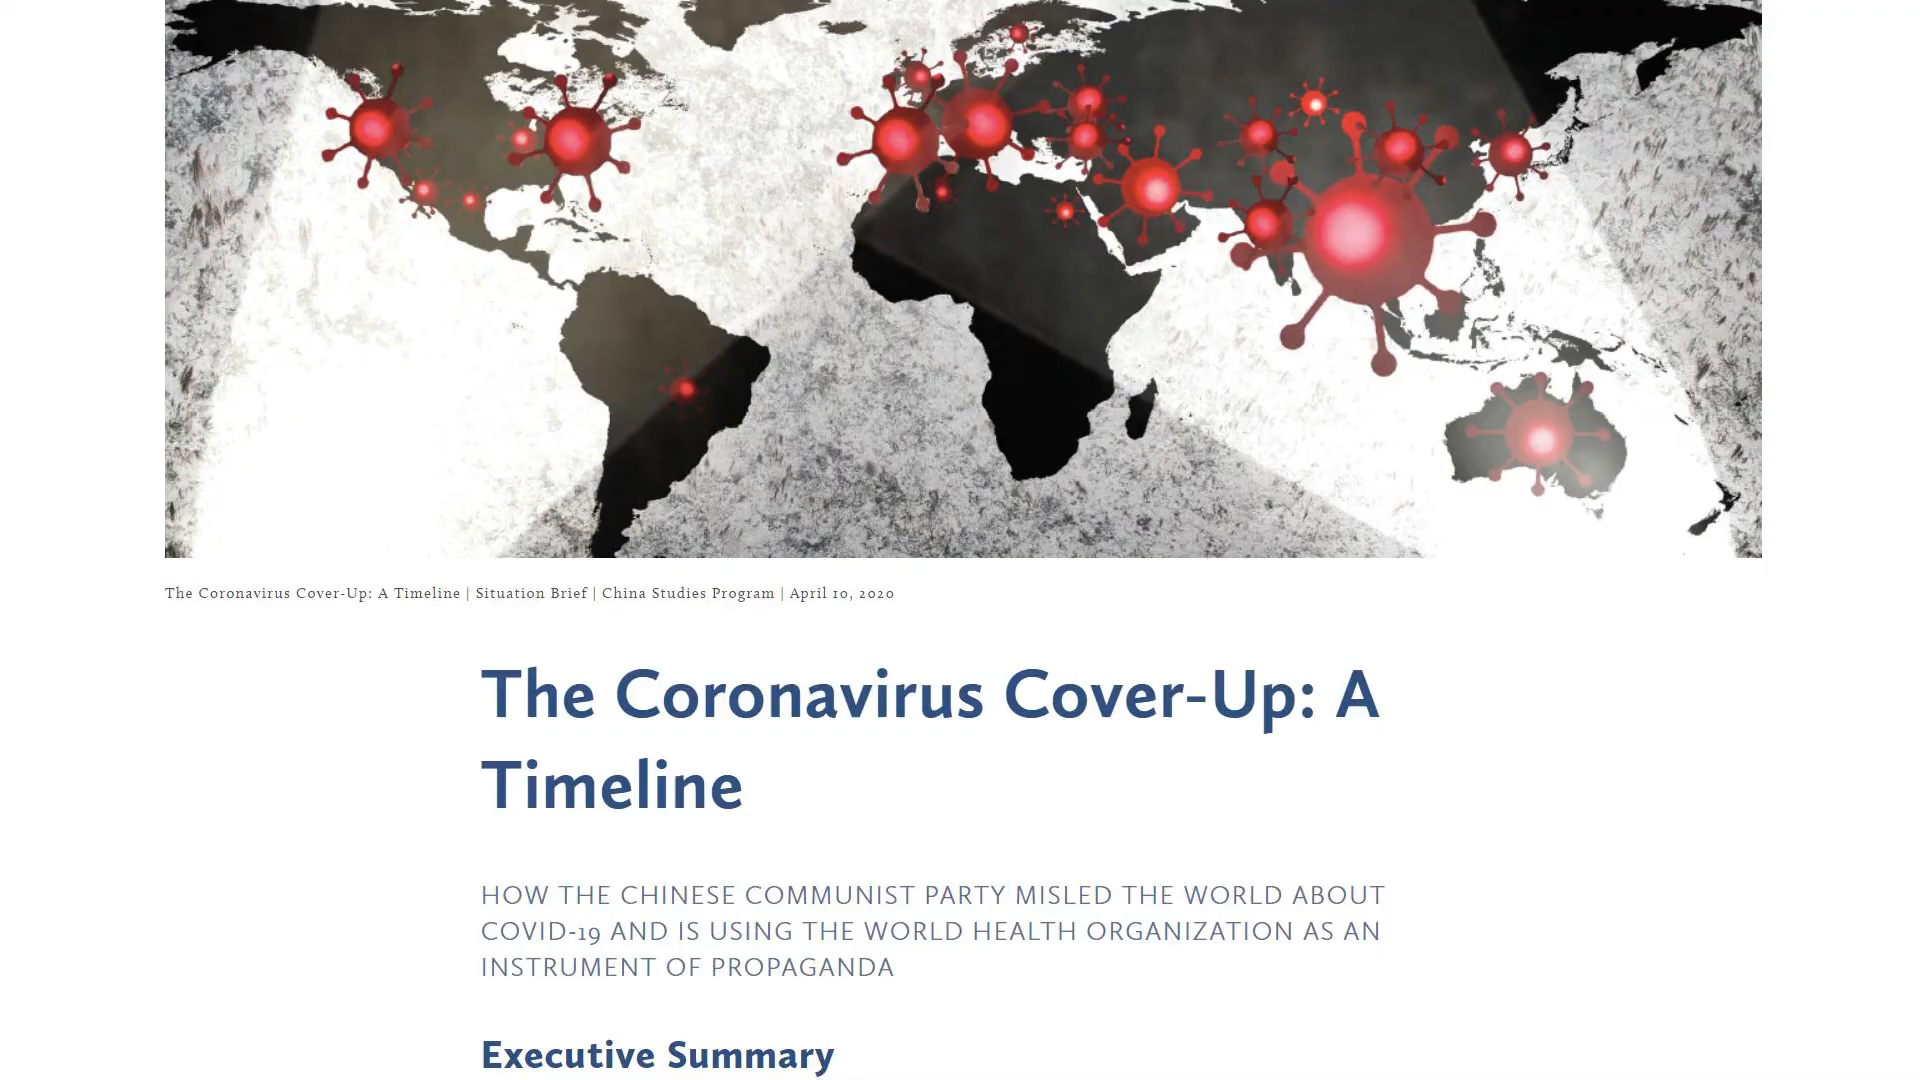 The Coronavirus Cover-Up: A Timeline | Situation Brief | China Studies Program | April 10, 2020
The Coronavirus Cover-Up: A
Timeline
HOW THE CHINESE COMMUNIST PARTY MISLED THE WORLD ABOUT
COVID-19 AND IS USING THE WORLD HEALTH ORGANIZATION AS AN
INSTRUMENT OF PROPAGANDA
Executive Summary